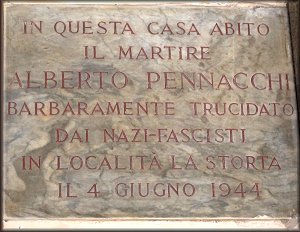 IN QUESTA CASA ABITO
IL MARTIRE
ALBERTO PENNACCHI
BARBARAMENTE TRUCIDATO
DAI NAZI-FASCISTI
IN LOCALITÀ LA STORTA
IL 4 GIUGNO 1944